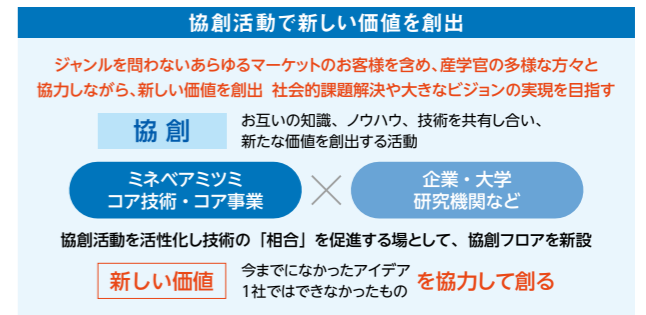 協創活動で新しい価値を創出
ジャンルを問わないあらゆるマーケットのお客様を含め、産学官の多様な方々と
協力しながら、新しい価値を創出 社会的課題解決や大きなビジョンの実現を目指す
協 創
お互いの知識、ノウハウ、技術を共有し合い、
新たな価値を創出する活動
ミネベアミツミ
コア技術・コア事業
企業・大学
研究機関など
協創活動を活性化し技術の「相合」を促進する場として、協創フロアを新設
新しい価値
今までになかったアイデア
1社ではできなかったもの
を協力して創る